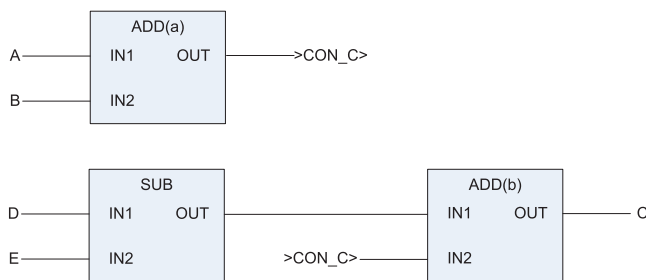 ADD(a)
A IN1 OUT >CON_C>
B IN2
SUB ADD(b)
D IN1 OUT IN1 OUT C
E IN2 >CON_C> IN2